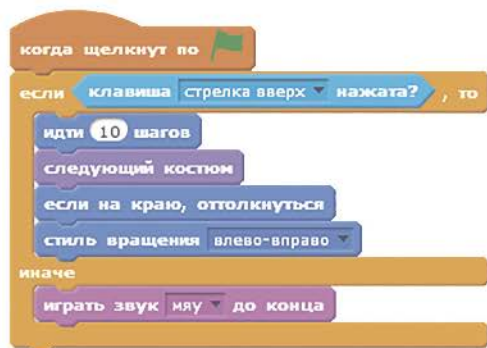 когда щелкнут по
если клавиша стрелка вверх нажата? , то
идти 10 шагов
следующий костюм
если на краю, оттолкнуться
стиль вращения влево-вправо
иначе
играть звук мяу до конца